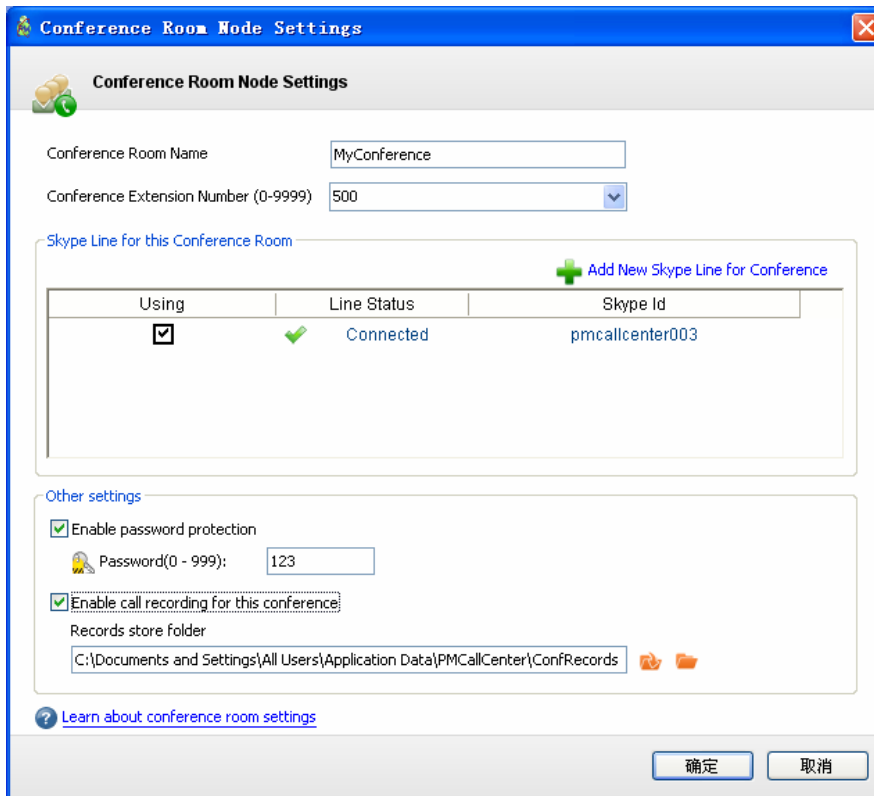 Conference Room Node Settings
Conference Room Node Settings
Conference Room Name
MyConference
Conference Extension Number (0-9999)
500
Skype Line for this Conference Room
Add New Skype Line for Conference
Using Line Status Skype Id
Connected pmcallcenter003
Other settings
Enable password protection
Password(0 - 999): 123
Enable call recording for this conference
Records store folder
C:\Documents and Settings\All Users\Application Data\PMCallCenter\ConfRecords
Learn about conference room settings
确定 取消